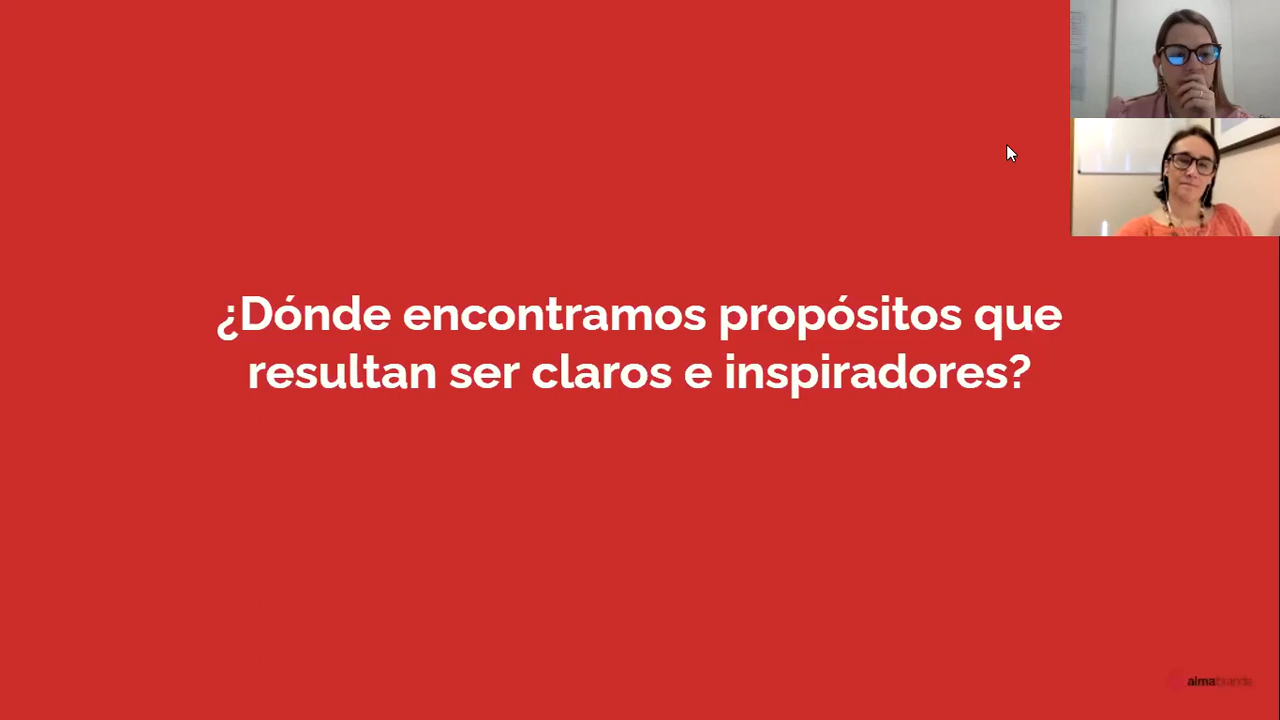 ¿Dónde encontramos propósitos que
resultan ser claros e inspiradores?
almabrands